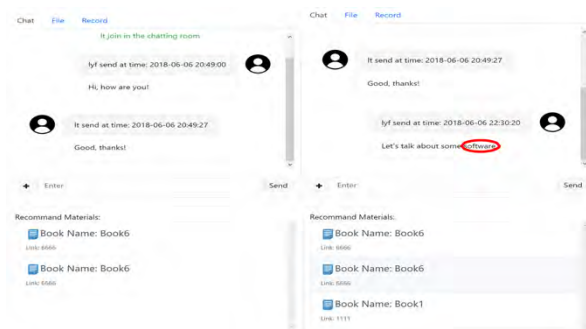 Chat File Record
It join in the chatting room
lyf send at time: 2018-06-06 20:49:00
Hi, how are you!
lt send at time: 2018-06-06 20:49:27
Good, thanks!
+ Enter Send
Recommand Materials:
Book Name: Book6
Link: 6666
Book Name: Book6
Link: 6666
Chat File Record
lt send at time: 2018-06-06 20:49:27
Good, thanks!
lyf send at time: 2018-06-06 22:30:20
Let's talk about some software
+ Enter Send
Recommand Materials:
Book Name: Book6
Link: 6666
Book Name: Book6
Link: 6666
Book Name: Book1
Link: 1111